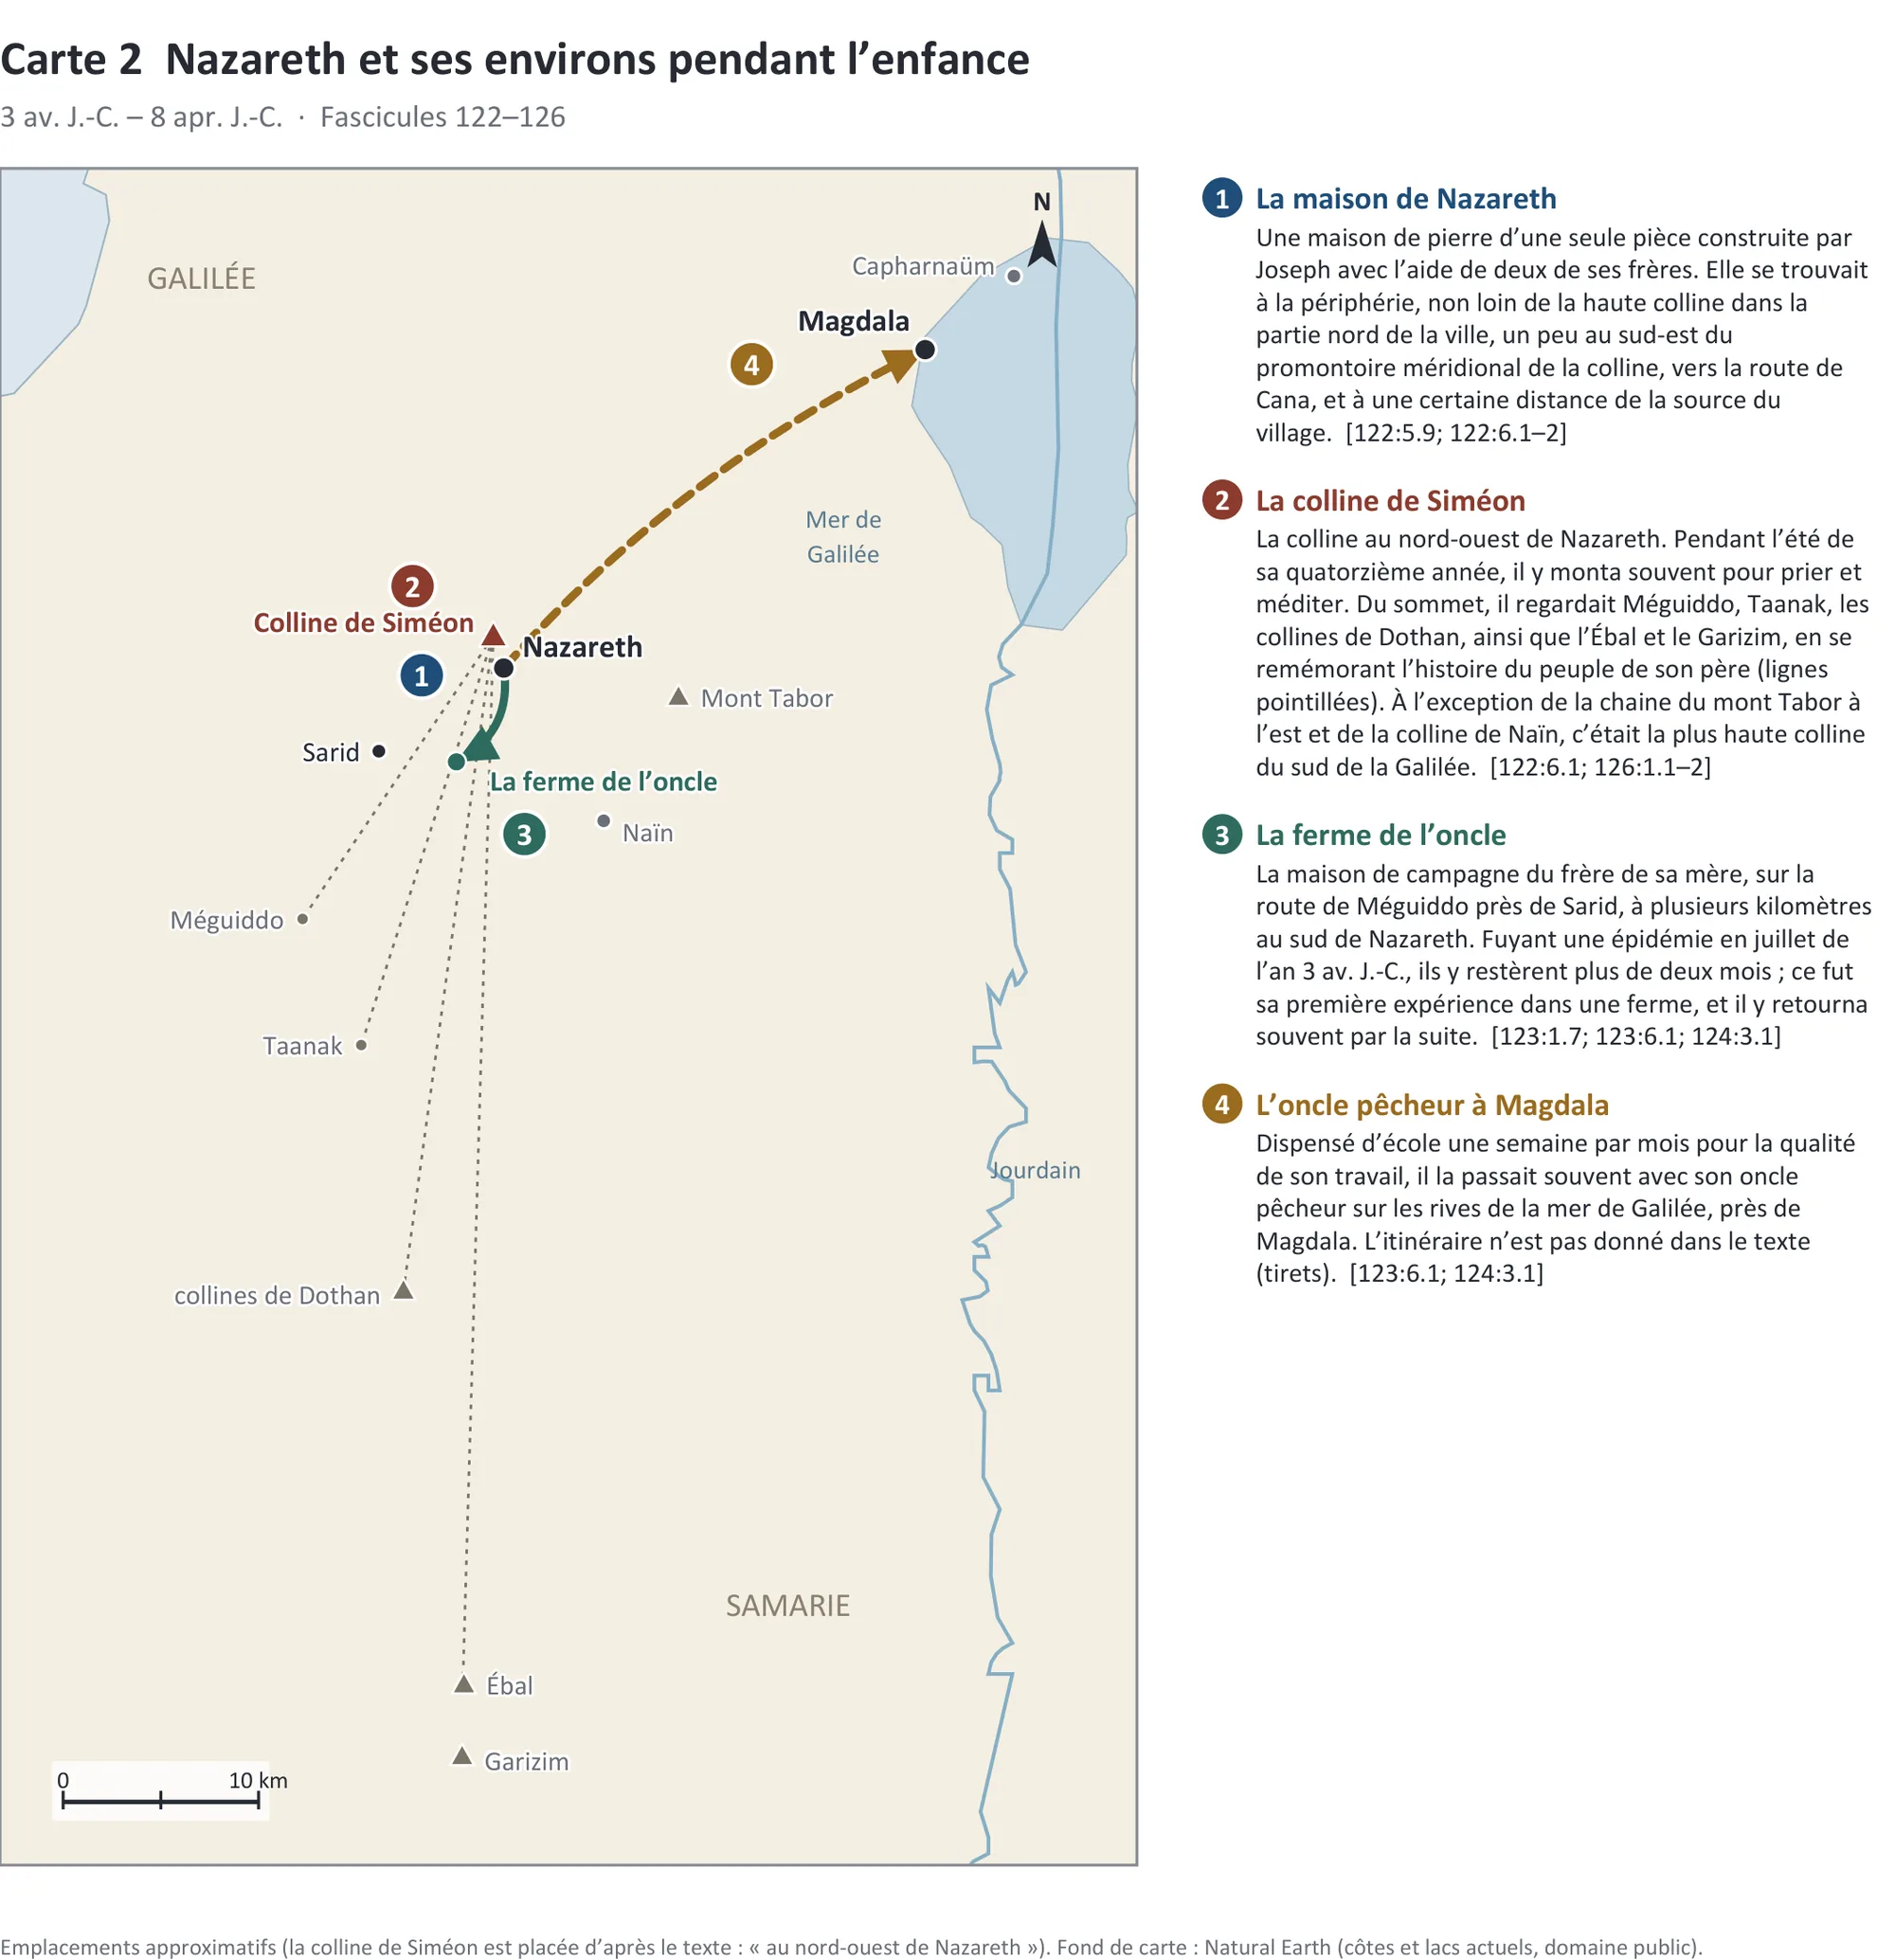 Carte 2  Nazareth et ses environs pendant l’enfance
3 av. J.-C. – 8 apr. J.-C.  ·  Fascicules 122–126
N
GALILÉE
Capharnaüm
Magdala
4
Mer de
Galilée
2
Colline de Siméon
Nazareth
1
Mont Tabor
Sarid
La ferme de l’oncle
3
Naïn
Méguiddo
Taanak
Jourdain
collines de Dothan
SAMARIE
Ébal
Garizim
0 10 km
1 La maison de Nazareth
Une maison de pierre d’une seule pièce construite par
Joseph avec l’aide de deux de ses frères. Elle se trouvait
à la périphérie, non loin de la haute colline dans la
partie nord de la ville, un peu au sud-est du
promontoire méridional de la colline, vers la route de
Cana, et à une certaine distance de la source du
village.  [122:5.9; 122:6.1–2]
2 La colline de Siméon
La colline au nord-ouest de Nazareth. Pendant l’été de
sa quatorzième année, il y monta souvent pour prier et
méditer. Du sommet, il regardait Méguiddo, Taanak, les
collines de Dothan, ainsi que l’Ébal et le Garizim, en se
remémorant l’histoire du peuple de son père (lignes
pointillées). À l’exception de la chaine du mont Tabor à
l’est et de la colline de Naïn, c’était la plus haute colline
du sud de la Galilée.  [122:6.1; 126:1.1–2]
3 La ferme de l’oncle
La maison de campagne du frère de sa mère, sur la
route de Méguiddo près de Sarid, à plusieurs kilomètres
au sud de Nazareth. Fuyant une épidémie en juillet de
l’an 3 av. J.-C., ils y restèrent plus de deux mois ; ce fut
sa première expérience dans une ferme, et il y retourna
souvent par la suite.  [123:1.7; 123:6.1; 124:3.1]
4 L’oncle pêcheur à Magdala
Dispensé d’école une semaine par mois pour la qualité
de son travail, il la passait souvent avec son oncle
pêcheur sur les rives de la mer de Galilée, près de
Magdala. L’itinéraire n’est pas donné dans le texte
(tirets).  [123:6.1; 124:3.1]
Emplacements approximatifs (la colline de Siméon est placée d’après le texte : « au nord-ouest de Nazareth »). Fond de carte : Natural Earth (côtes et lacs actuels, domaine public).